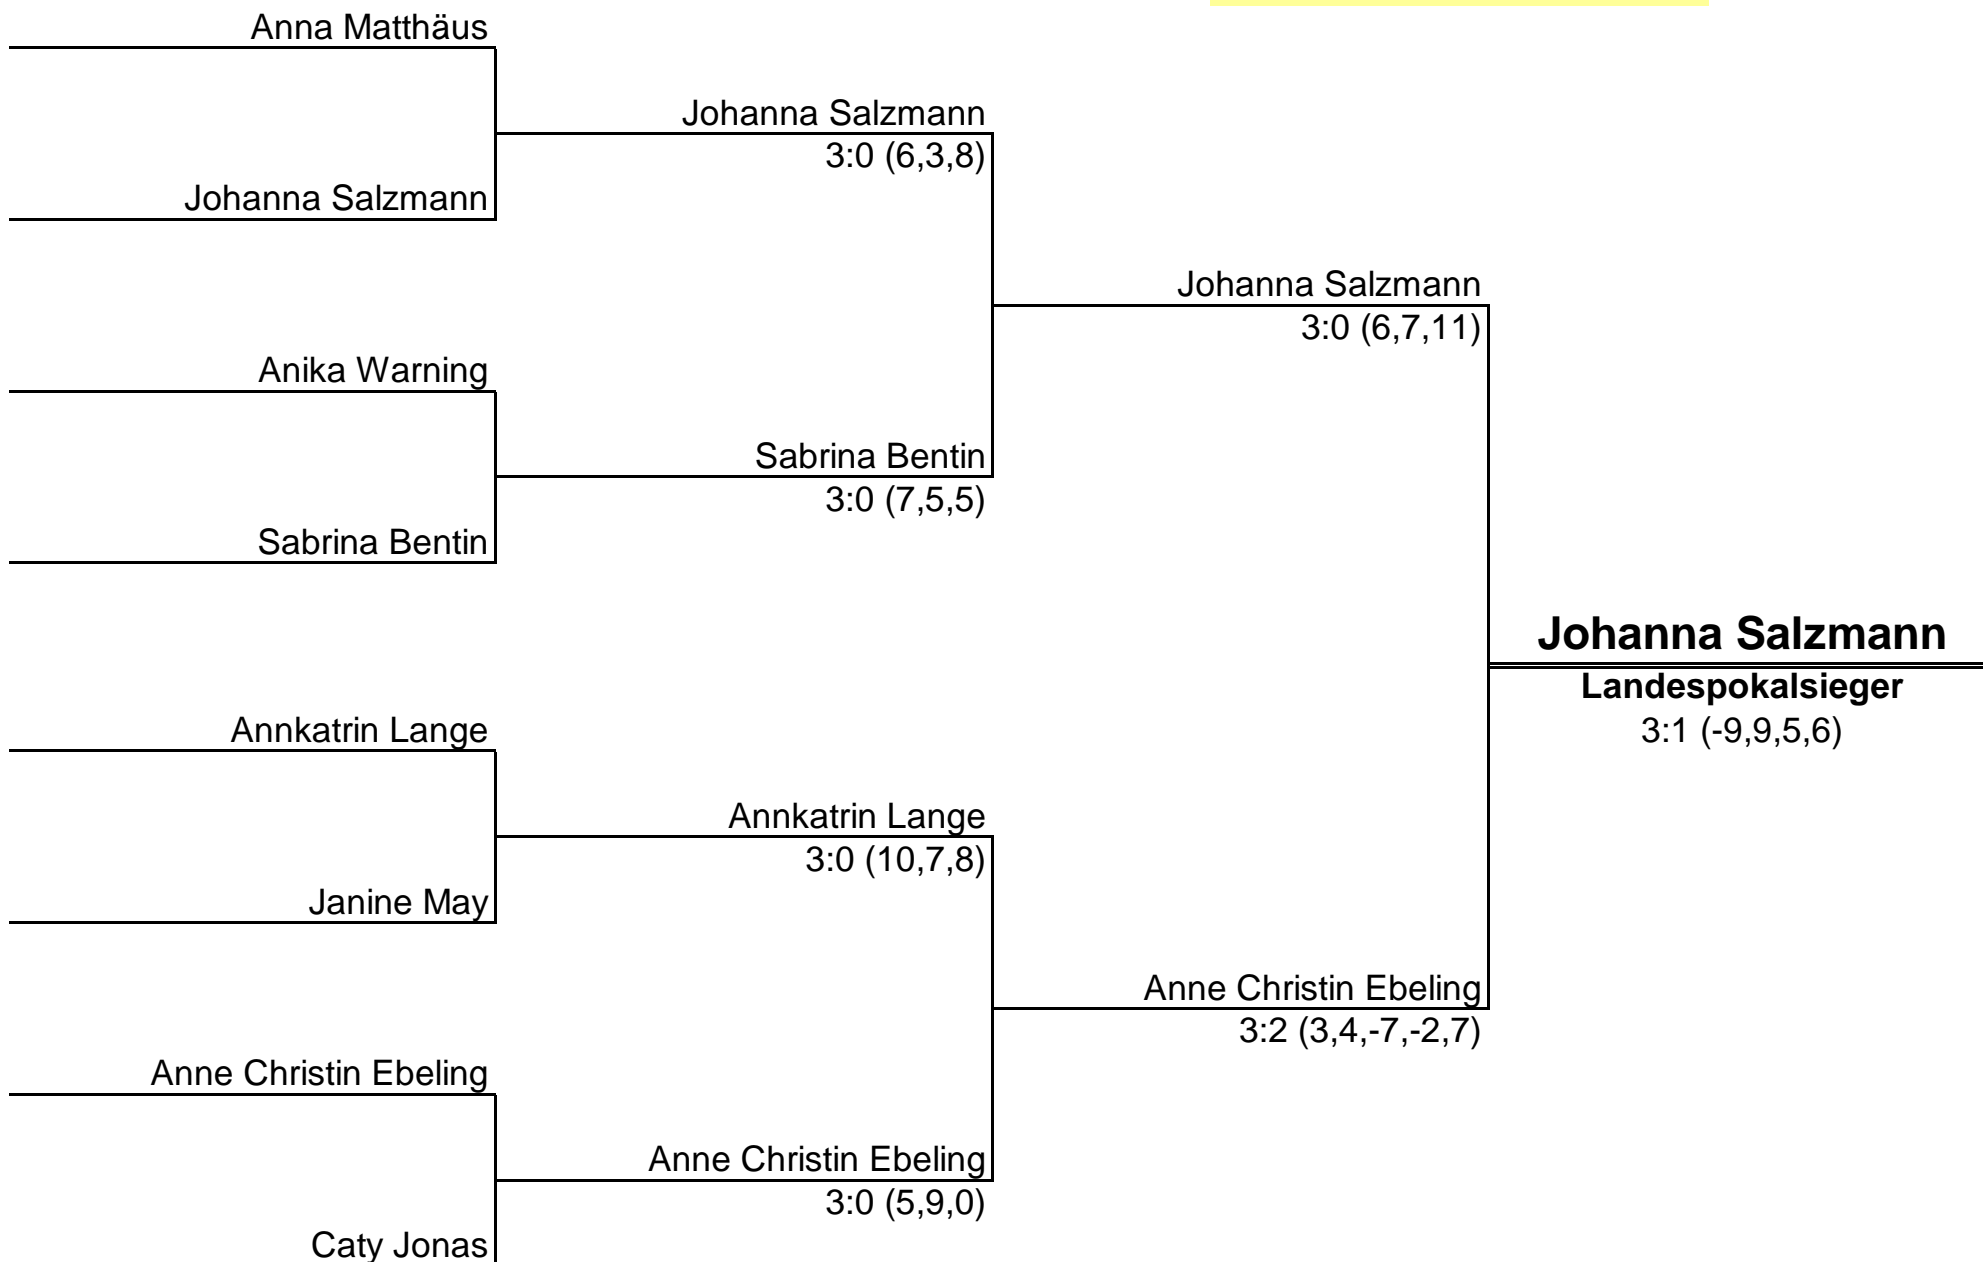 Anna Matthäus
Johanna Salzmann
3:0 (6,3,8)
Johanna Salzmann
Johanna Salzmann
3:0 (6,7,11)
Anika Warning
Sabrina Bentin
3:0 (7,5,5)
Sabrina Bentin
Johanna Salzmann
Landespokalsieger
3:1 (-9,9,5,6)
Annkatrin Lange
Annkatrin Lange
3:0 (10,7,8)
Janine May
Anne Christin Ebeling
3:2 (3,4,-7,-2,7)
Anne Christin Ebeling
Anne Christin Ebeling
3:0 (5,9,0)
Caty Jonas